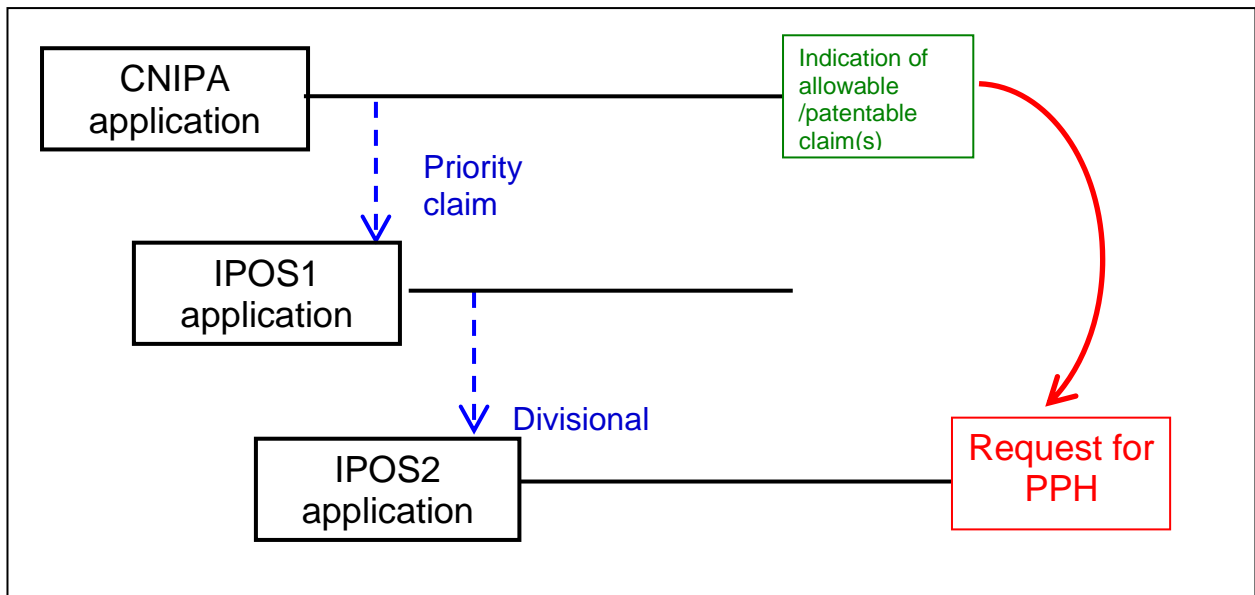 CNIPA
application
Indication of
allowable
/patentable
claim(s)
Priority
claim
IPOS1
application
Divisional
IPOS2
application
Request for
PPH